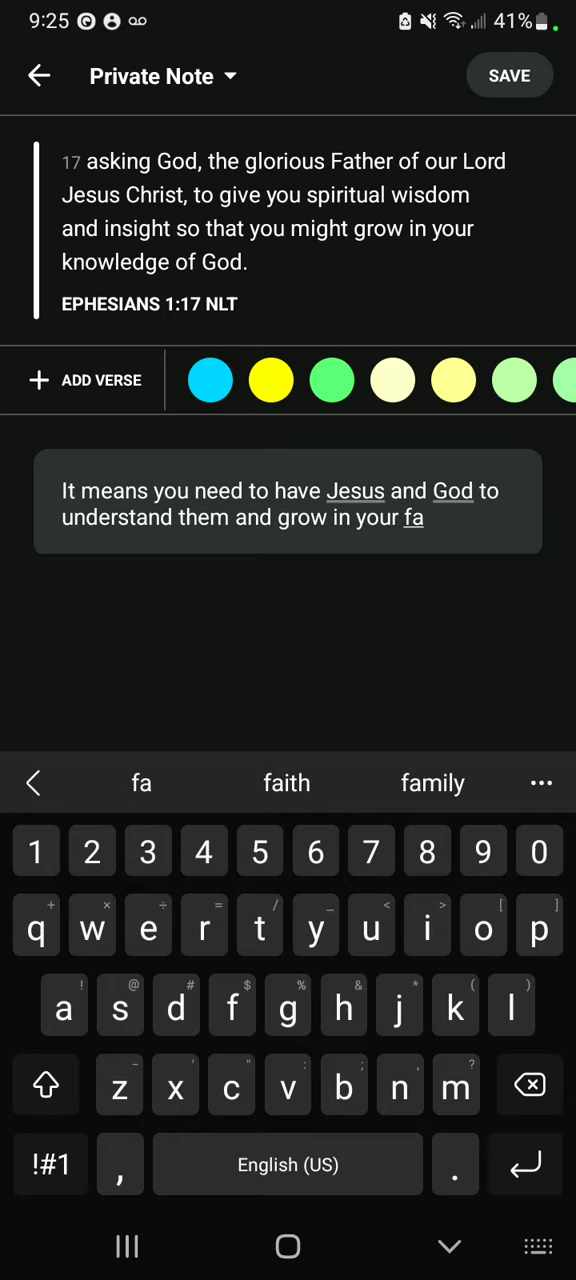 9:25 41%
Private Note SAVE
17 asking God, the glorious Father of our Lord
Jesus Christ, to give you spiritual wisdom
and insight so that you might grow in your
knowledge of God.
EPHESIANS 1:17 NLT
+ ADD VERSE
It means you need to have Jesus and God to
understand them and grow in your fa
fa faith family ...
1 2 3 4 5 6 7 8 9 0
+ × ÷ = / _ < > [ ]
q w e r t y u i o p
! @ # $ % & * ( )
a s d f g h j k l
- ' " : ; , ?
z x c v b n m
!#1 , English (US) .